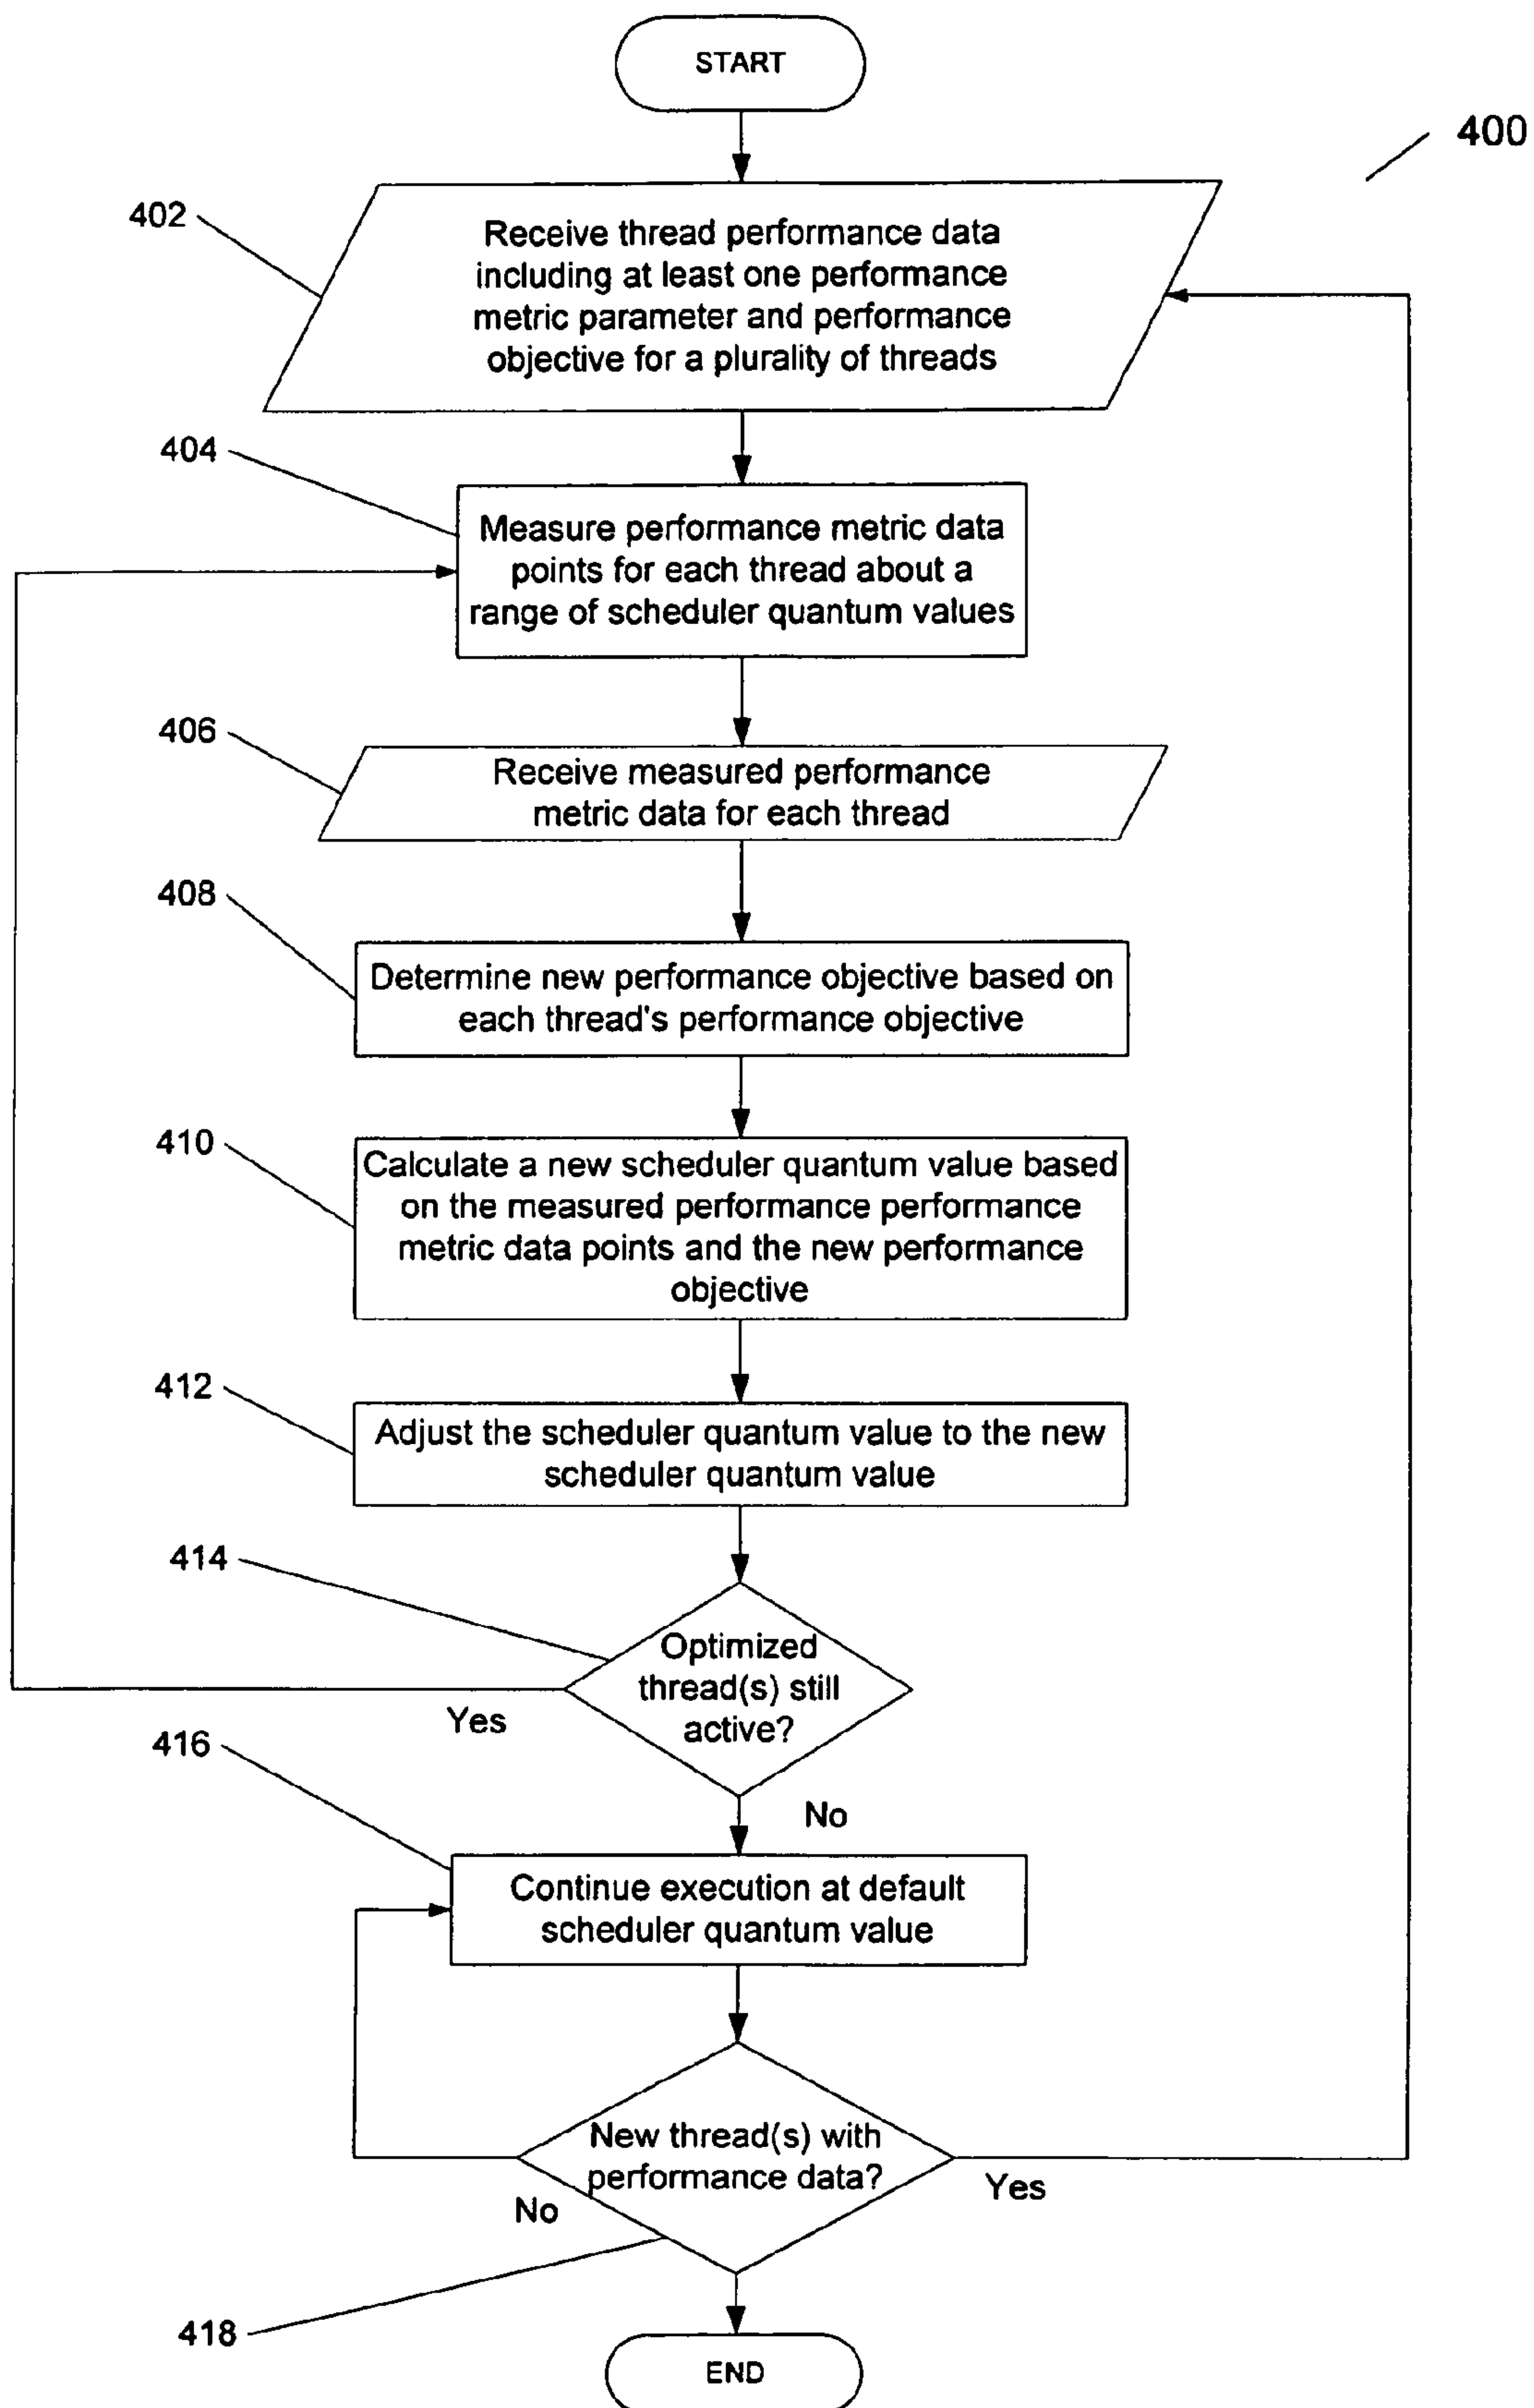 START
400
402
Receive thread performance data
including at least one performance
metric parameter and performance
objective for a plurality of threads
404
Measure performance metric data
points for each thread about a
range of scheduler quantum values
406
Receive measured performance
metric data for each thread
408
Determine new performance objective based on
each thread's performance objective
410
Calculate a new scheduler quantum value based
on the measured performance performance
metric data points and the new performance
objective
412
Adjust the scheduler quantum value to the new
scheduler quantum value
414
Optimized
thread(s) still
active?
Yes
416
No
Continue execution at default
scheduler quantum value
New thread(s) with
performance data?
Yes
No
418
END